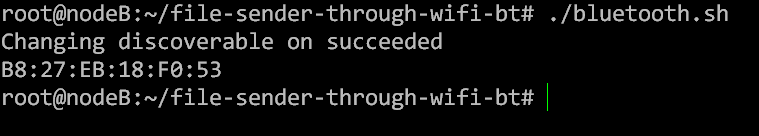 root@nodeB:~/file-sender-through-wifi-bt# ./bluetooth.sh
Changing discoverable on succeeded
B8:27:EB:18:F0:53
root@nodeB:~/file-sender-through-wifi-bt#